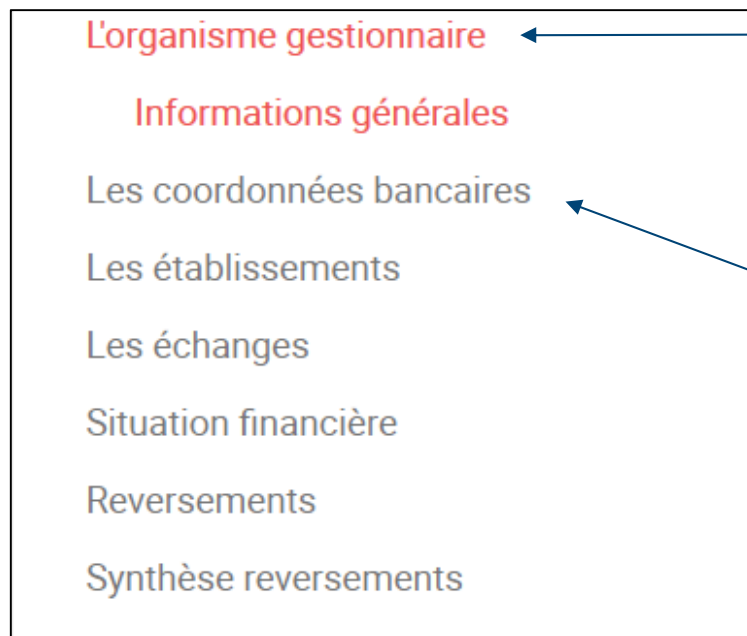 L'organisme gestionnaire
Informations générales
Les coordonnées bancaires
Les établissements
Les échanges
Situation financière
Reversements
Synthèse reversements